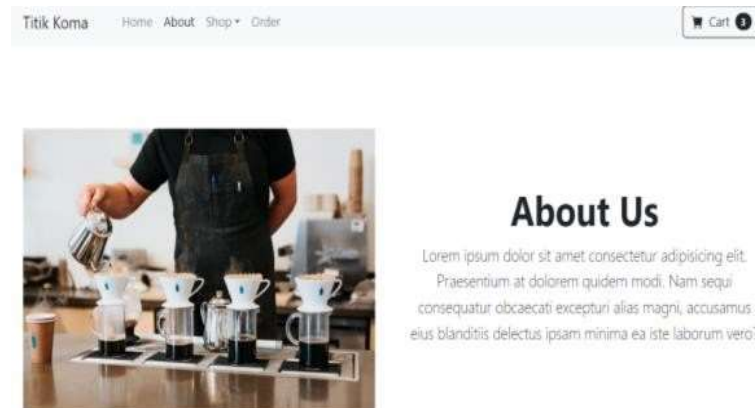 Titik Koma
Home About Shop Order
Cart 3
About Us
Lorem ipsum dolor sit amet consectetur adipisicing elit.
Praesentium at dolorem quidem modi. Nam sequi
consequatur obcaecati excepturi alias magni, accusamus
eius blanditiis delectus ipsam minima ea iste laborum vero?